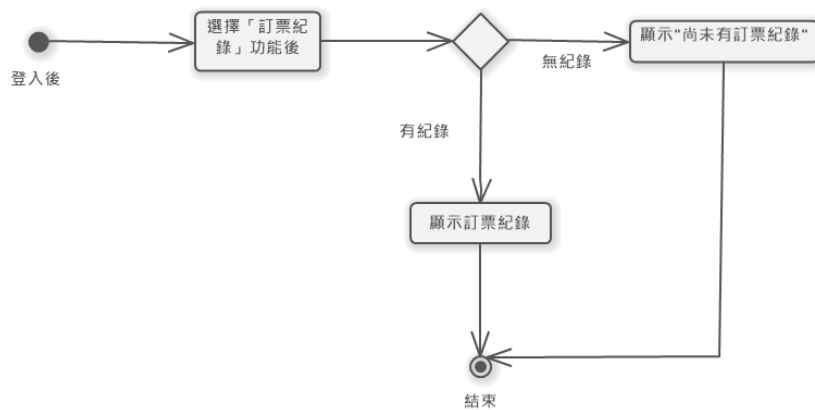 選擇「訂票紀
錄」功能後
顯示"尚未有訂票紀錄"
無紀錄
登入後
有紀錄
顯示訂票紀錄
結束